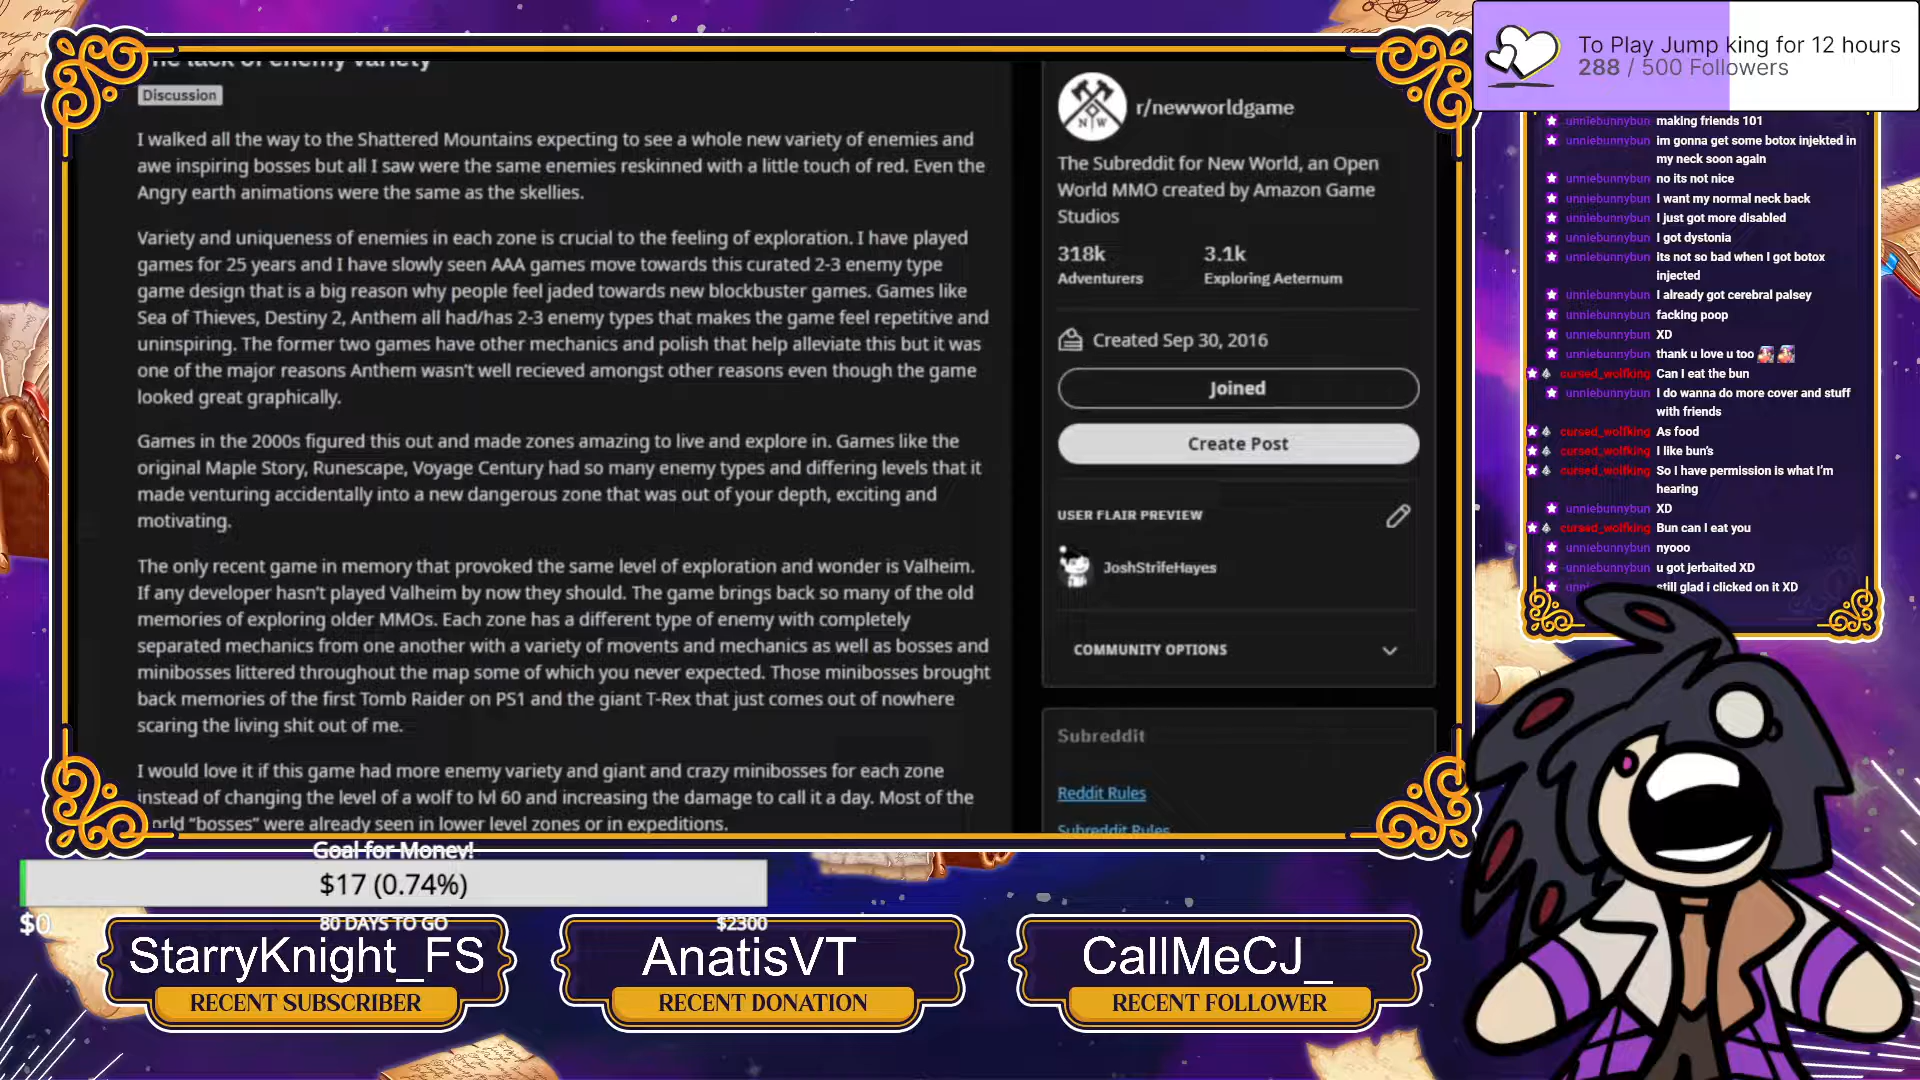 The lack of enemy variety
Discussion
I walked all the way to the Shattered Mountains expecting to see a whole new variety of enemies and
awe inspiring bosses but all I saw were the same enemies reskinned with a little touch of red. Even the
Angry earth animations were the same as the skellies.
Variety and uniqueness of enemies in each zone is crucial to the feeling of exploration. I have played
games for 25 years and I have slowly seen AAA games move towards this curated 2-3 enemy type
game design that is a big reason why people feel jaded towards new blockbuster games. Games like
Sea of Thieves, Destiny 2, Anthem all had/has 2-3 enemy types that makes the game feel repetitive and
uninspiring. The former two games have other mechanics and polish that help alleviate this but it was
one of the major reasons Anthem wasn't well recieved amongst other reasons even though the game
looked great graphically.
Games in the 2000s figured this out and made zones amazing to live and explore in. Games like the
original Maple Story, Runescape, Voyage Century had so many enemy types and differing levels that it
made venturing accidentally into a new dangerous zone that was out of your depth, exciting and
motivating.
The only recent game in memory that provoked the same level of exploration and wonder is Valheim.
If any developer hasn't played Valheim by now they should. The game brings back so many of the old
memories of exploring older MMOs. Each zone has a different type of enemy with completely
separated mechanics from one another with a variety of movents and mechanics as well as bosses and
minibosses littered throughout the map some of which you never expected. Those minibosses brought
back memories of the first Tomb Raider on PS1 and the giant T-Rex that just comes out of nowhere
scaring the living shit out of me.
I would love it if this game had more enemy variety and giant and crazy minibosses for each zone
instead of changing the level of a wolf to lvl 60 and increasing the damage to call it a day. Most of the
world "bosses" were already seen in lower level zones or in expeditions.
N W
r/newworldgame
The Subreddit for New World, an Open
World MMO created by Amazon Game
Studios
318k
3.1k
Adventurers
Exploring Aeternum
Created Sep 30, 2016
Joined
Create Post
USER FLAIR PREVIEW
JoshStrifeHayes
COMMUNITY OPTIONS
Subreddit
Reddit Rules
Subreddit Rules
To Play Jump king for 12 hours
288 / 500 Followers
unniebunnybun making friends 101
unniebunnybun im gonna get some botox injekted in
my neck soon again
unniebunnybun no its not nice
unniebunnybun I want my normal neck back
unniebunnybun I just got more disabled
unniebunnybun I got dystonia
unniebunnybun Its not so bad when I got botox
injected
unniebunnybun I already got cerebral palsey
unniebunnybun facking poop
unniebunnybun XD
unniebunnybun thank u love u too
cursed_wolfking Can I eat the bun
unniebunnybun I do wanna do more cover and stuff
with friends
cursed_wolfking As food
cursed_wolfking I like bun's
cursed_wolfking So I have permission is what I'm
hearing
unniebunnybun XD
cursed_wolfking Bun can I eat you
unniebunnybun nyooo
unniebunnybun u got jerbaited XD
still glad i clicked on it XD
Goal for Money!
$17 (0.74%)
$0
80 DAYS TO GO
$2300
StarryKnight_FS
RECENT SUBSCRIBER
AnatisVT
RECENT DONATION
CallMeCJ_
RECENT FOLLOWER